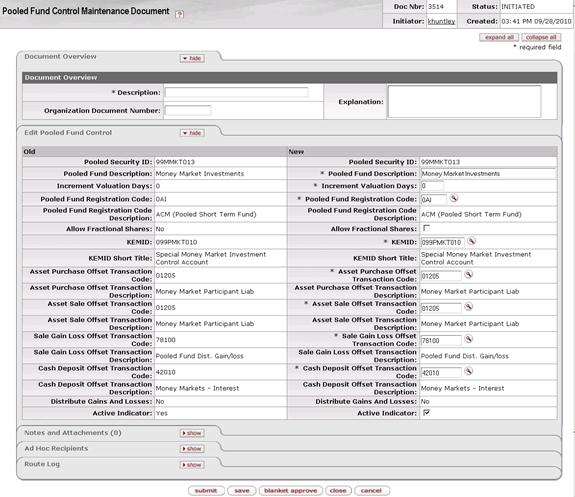 Pooled Fund Control Maintenance Document ?
Doc Nbr: 3514 Status: INITIATED
Initiator: khuntley Created: 03:41 PM 09/28/2010
expand all collapse all
* required field
Document Overview hide
Document Overview
* Description: Explanation:
Organization Document Number:
Edit Pooled Fund Control hide
Old New
Pooled Security ID: 99MMKT013 Pooled Security ID: 99MMKT013
Pooled Fund Description: Money Market Investments * Pooled Fund Description: Money Market Investments
Increment Valuation Days: 0 * Increment Valuation Days: 0
Pooled Fund Registration Code: 0AI * Pooled Fund Registration Code: 0AI
Pooled Fund Registration Code Description: ACM (Pooled Short Term Fund) Pooled Fund Registration Code Description: ACM (Pooled Short Term Fund)
Allow Fractional Shares: No Allow Fractional Shares:
KEMID: 099PMKT010 * KEMID: 099PMKT010
KEMID Short Title: Special Money Market Investment Control Account KEMID Short Title: Special Money Market Investment Control Account
Asset Purchase Offset Transaction Code: 01205 * Asset Purchase Offset Transaction Code: 01205
Asset Purchase Offset Transaction Description: Money Market Participant Liab Asset Purchase Offset Transaction Description: Money Market Participant Liab
Asset Sale Offset Transaction Code: 01205 * Asset Sale Offset Transaction Code: 01205
Asset Sale Offset Transaction Description: Money Market Participant Liab Asset Sale Offset Transaction Description: Money Market Participant Liab
Sale Gain Loss Offset Transaction Code: 78100 * Sale Gain Loss Offset Transaction Code: 78100
Sale Gain Loss Offset Transaction Description: Pooled Fund Dist. Gain/loss Sale Gain Loss Offset Transaction Description: Pooled Fund Dist. Gain/loss
Cash Deposit Offset Transaction Code: 42010 * Cash Deposit Offset Transaction Code: 42010
Cash Deposit Offset Transaction Description: Money Markets - Interest Cash Deposit Offset Transaction Description: Money Markets - Interest
Distribute Gains And Losses: No Distribute Gains And Losses: No
Active Indicator: Yes Active Indicator:
Notes and Attachments (0) show
Ad Hoc Recipients show
Route Log show
submit save blanket approve close cancel